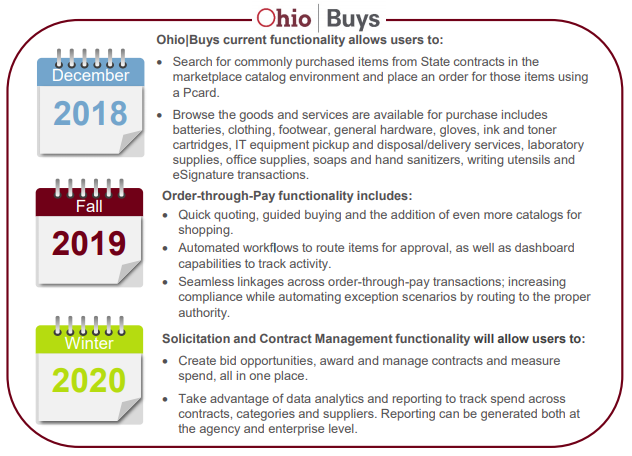 Ohio | Buys
Ohio|Buys current functionality allows users to:
December
2018
• Search for commonly purchased items from State contracts in the
marketplace catalog environment and place an order for those items using
a Pcard.
• Browse the goods and services are available for purchase includes
batteries, clothing, footwear, general hardware, gloves, ink and toner
cartridges, IT equipment pickup and disposal/delivery services, laboratory
supplies, office supplies, soaps and hand sanitizers, writing utensils and
eSignature transactions.
Fall
2019
Order-through-Pay functionality includes:
• Quick quoting, guided buying and the addition of even more catalogs for
shopping.
• Automated workflows to route items for approval, as well as dashboard
capabilities to track activity.
• Seamless linkages across order-through-pay transactions; increasing
compliance while automating exception scenarios by routing to the proper
authority.
Winter
2020
Solicitation and Contract Management functionality will allow users to:
• Create bid opportunities, award and manage contracts and measure
spend, all in one place.
• Take advantage of data analytics and reporting to track spend across
contracts, categories and suppliers. Reporting can be generated both at
the agency and enterprise level.